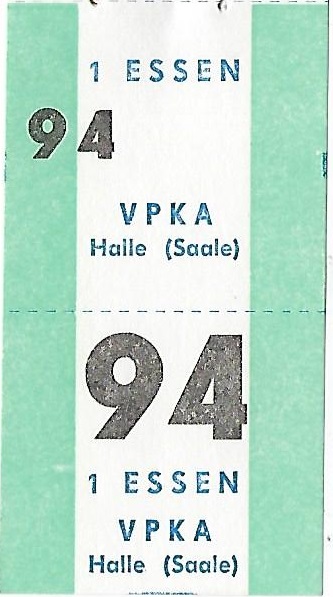 1 ESSEN
94
VPKA
Halle (Saale)
94
1 ESSEN
VPKA
Halle (Saale)